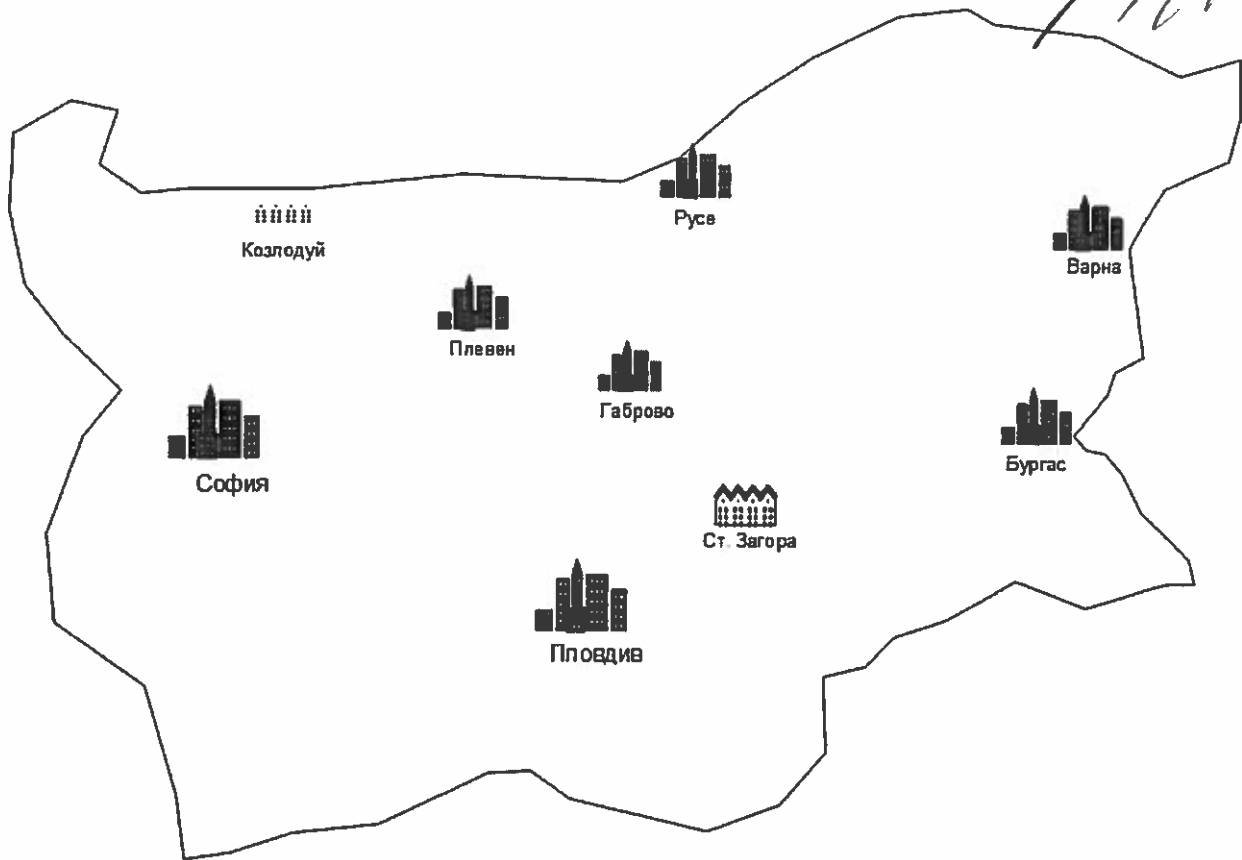 Русе
Козлодуй
Варна
Плевен
Габрово
Бургас
София
Ст. Загора
Пловдив